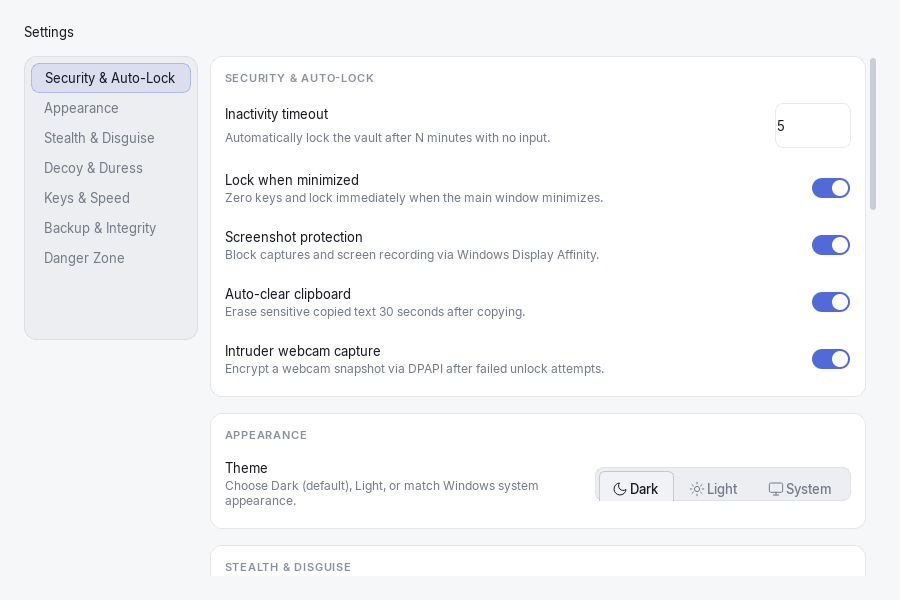 Settings
Security & Auto-Lock
Appearance
Stealth & Disguise
Decoy & Duress
Keys & Speed
Backup & Integrity
Danger Zone
SECURITY & AUTO-LOCK
Inactivity timeout
Automatically lock the vault after N minutes with no input.
5
Lock when minimized
Zero keys and lock immediately when the main window minimizes.
Screenshot protection
Block captures and screen recording via Windows Display Affinity.
Auto-clear clipboard
Erase sensitive copied text 30 seconds after copying.
Intruder webcam capture
Encrypt a webcam snapshot via DPAPI after failed unlock attempts.
APPEARANCE
Theme
Choose Dark (default), Light, or match Windows system
appearance.
Dark Light System
STEALTH & DISGUISE